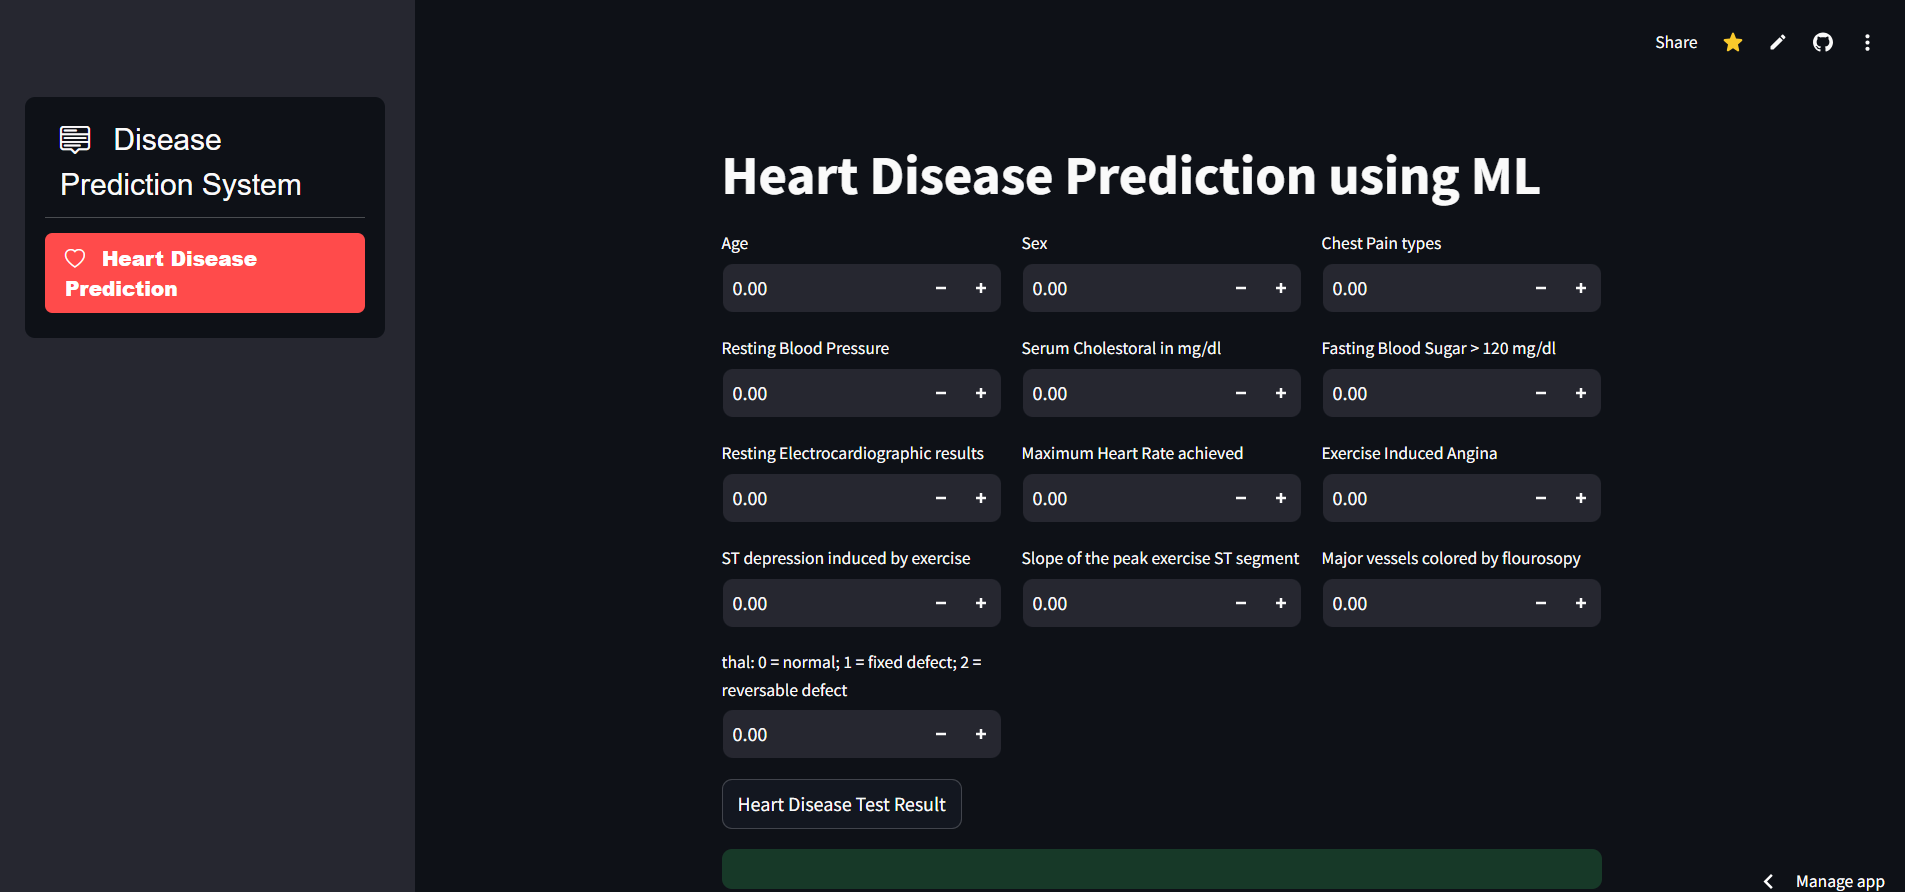 Share
Disease
Prediction System
Heart Disease
Prediction
Heart Disease Prediction using ML
Age
Sex
Chest Pain types
0.00
0.00
0.00
Resting Blood Pressure
Serum Cholestoral in mg/dl
Fasting Blood Sugar > 120 mg/dl
0.00
0.00
0.00
Resting Electrocardiographic results
Maximum Heart Rate achieved
Exercise Induced Angina
0.00
0.00
0.00
ST depression induced by exercise
Slope of the peak exercise ST segment
Major vessels colored by flourosopy
0.00
0.00
0.00
thal: 0 = normal; 1 = fixed defect; 2 =
reversable defect
0.00
Heart Disease Test Result
Manage app